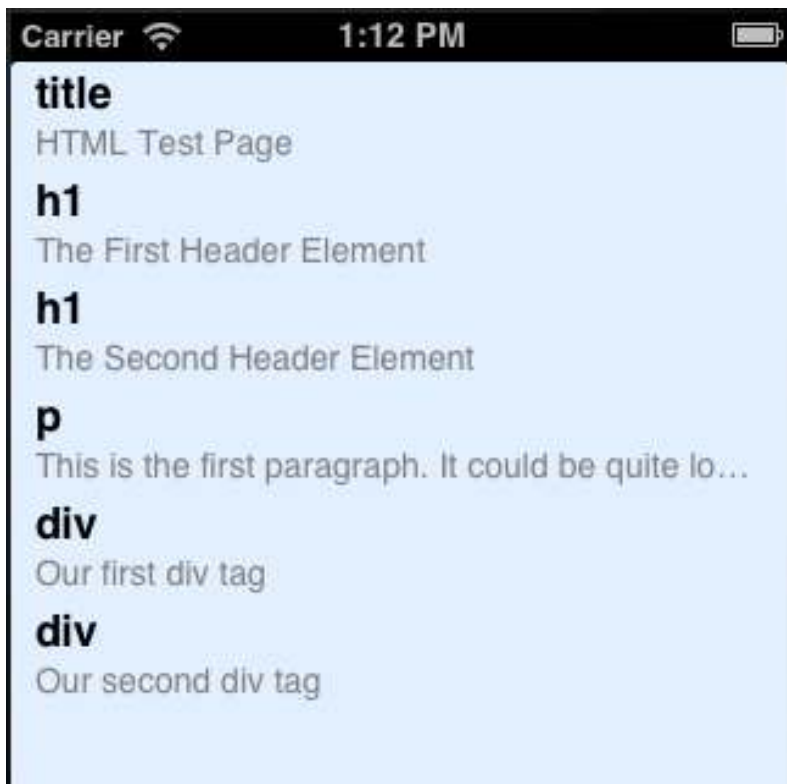 Carrier 1:12 PM
title
HTML Test Page
h1
The First Header Element
h1
The Second Header Element
p
This is the first paragraph. It could be quite lo...
div
Our first div tag
div
Our second div tag